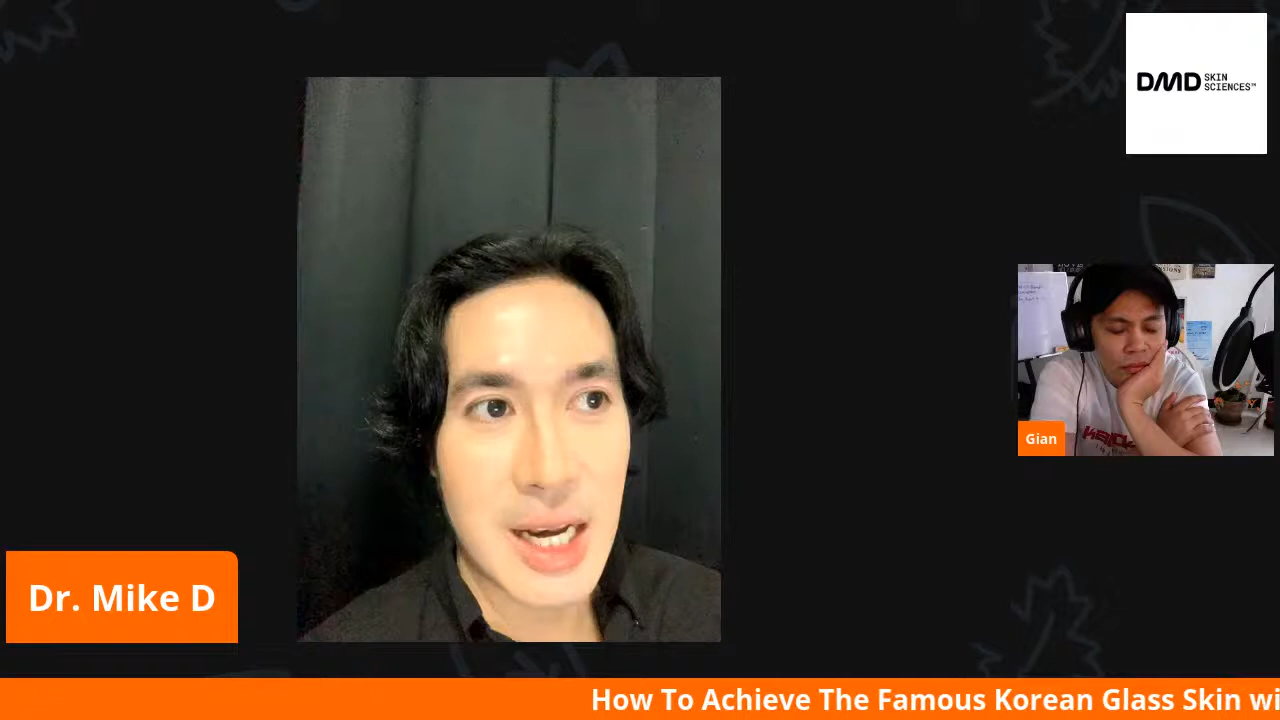 DMD SKIN
SCIENCES™
Gian
Dr. Mike D
How To Achieve The Famous Korean Glass Skin wi